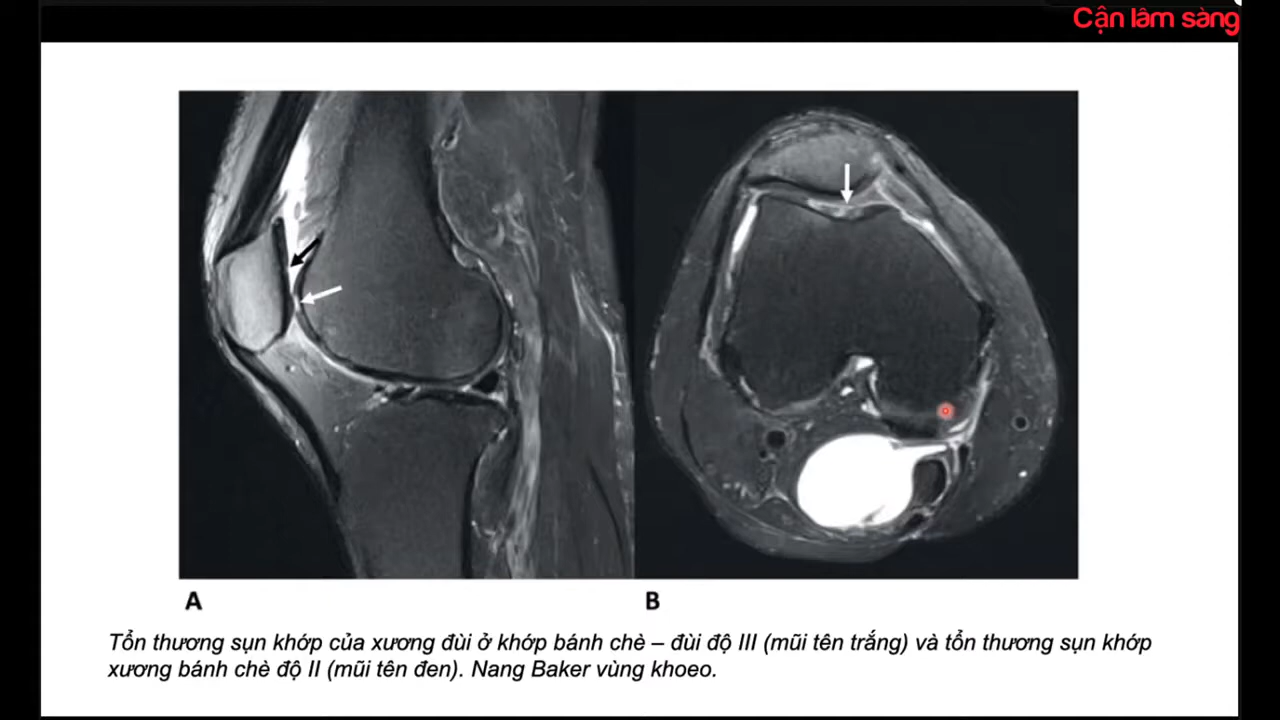 Cận lâm sàng
A
B
Tổn thương sụn khớp của xương đùi ở khớp bánh chè – đùi độ III (mũi tên trắng) và tổn thương sụn khớp
xương bánh chè độ II (mũi tên đen). Nang Baker vùng khoeo.